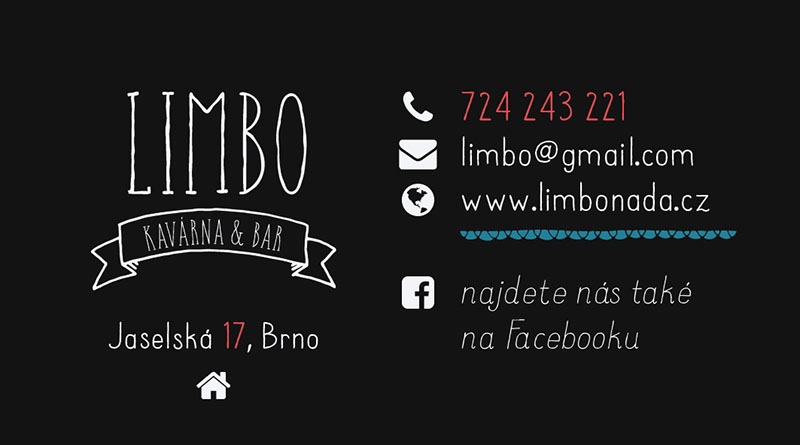 LIMBO
KAVÁRNA & BAR
Jaselská 17, Brno
724 243 221
limbo@gmail.com
www.limbonada.cz
najdete nás také
na Facebooku